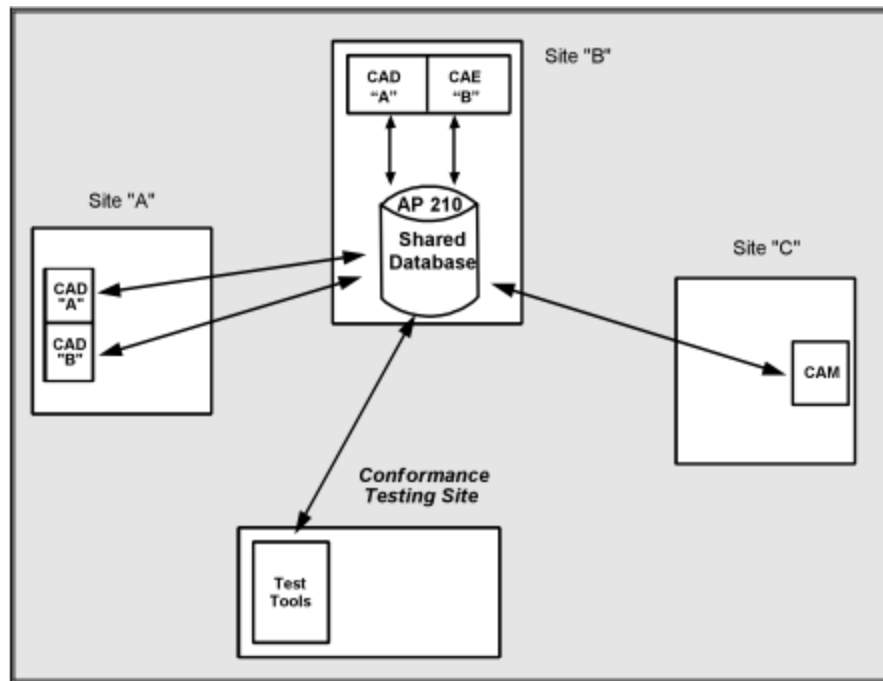 Site "B"
CAD
“A”
CAE
“B”
AP 210
Shared
Database
Site "A"
CAD
"A"
CAD
"B"
Site "C"
CAM
Conformance
Testing Site
Test
Tools